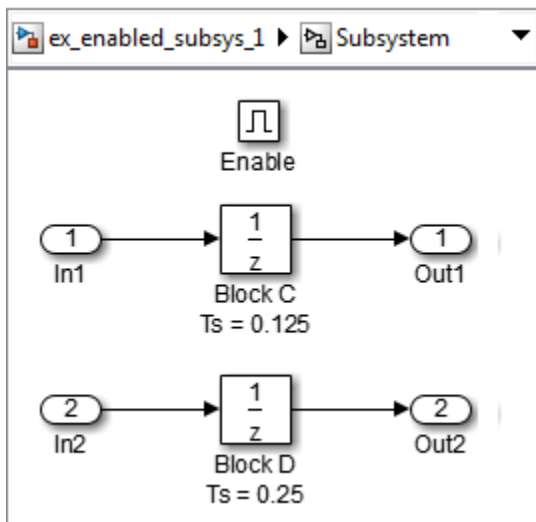 ex_enabled_subsys_1 Subsystem
Enable
1
1
z
1
In1
Block C
Out1
Ts = 0.125
2
1
z
2
In2
Block D
Out2
Ts = 0.25